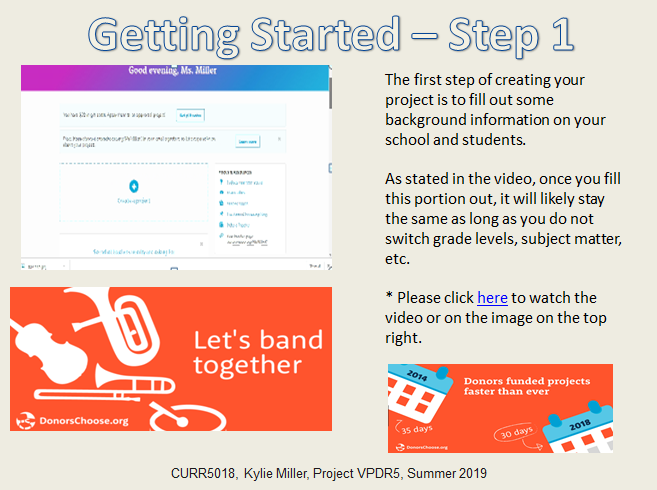 Getting Started – Step 1
Good evening, Ms. Miller
Create a project
The first step of creating your
project is to fill out some
background information on your
school and students.
As stated in the video, once you fill
this portion out, it will likely stay
the same as long as you do not
switch grade levels, subject matter,
etc.
* Please click here to watch the
video or on the image on the top
right.
Let's band
together
DonorsChoose.org
2014
Donors funded projects
faster than ever
35 days
30 days
2018
DonorsChoose.org
CURR5018, Kylie Miller, Project VPDR5, Summer 2019